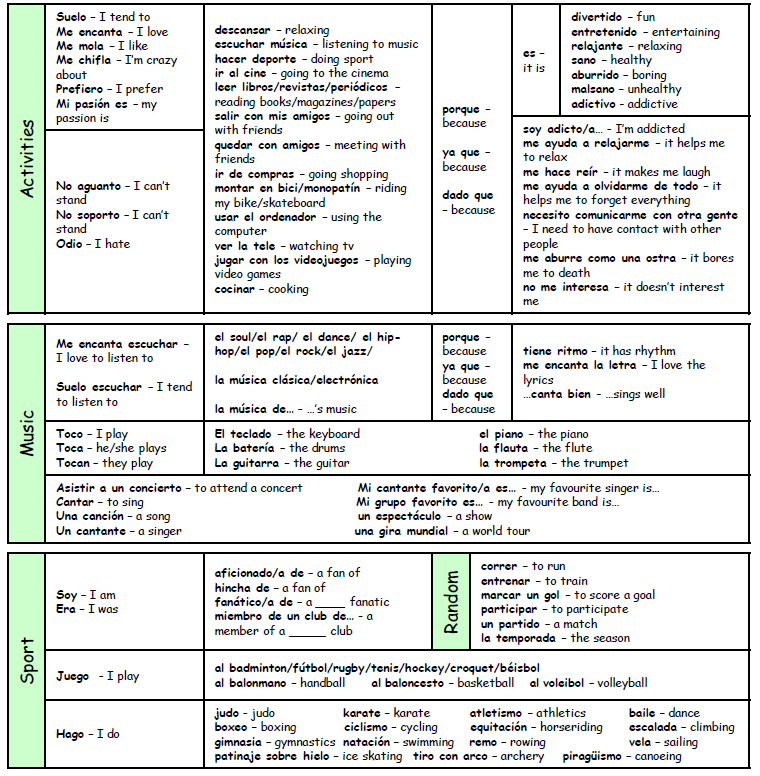 Activities
Suelo – I tend to
Me encanta – I love
Me mola – I like
Me chifla – I'm crazy
about
Prefiero – I prefer
Mi pasión es – my
passion is
No aguanto – I can't
stand
No soporto – I can't
stand
Odio – I hate
descansar – relaxing
escuchar música – listening to music
hacer deporte – doing sport
ir al cine – going to the cinema
leer libros/revistas/periódicos –
reading books/magazines/papers
salir con mis amigos – going out
with friends
quedar con amigos – meeting with
friends
ir de compras – going shopping
montar en bici/monopatín – riding
my bike/skateboard
usar el ordenador – using the
computer
ver la tele – watching tv
jugar con los videojuegos – playing
video games
cocinar – cooking
porque –
because
ya que –
because
dado que
– because
es –
it is
divertido – fun
entretenido – entertaining
relajante – relaxing
sano – healthy
aburrido – boring
malsano – unhealthy
adictivo – addictive
soy adicto/a… – I'm addicted
me ayuda a relajarme – it helps me
to relax
me hace reír – it makes me laugh
me ayuda a olvidarme de todo – it
helps me to forget everything
necesito comunicarme con otra gente
– I need to have contact with other
people
me aburre como una ostra – it bores
me to death
no me interesa – it doesn't interest
me
Music
Me encanta escuchar –
I love to listen to
Suelo escuchar – I tend
to listen to
el soul/el rap/ el dance/ el hip-
hop/el pop/el rock/el jazz/
la música clásica/electrónica
la música de… – …'s music
porque –
because
ya que –
because
dado que
– because
tiene ritmo – it has rhythm
me encanta la letra – I love the
lyrics
…canta bien - …sings well
Toco – I play
Toca – he/she plays
Tocan – they play
El teclado – the keyboard
La batería – the drums
La guitarra – the guitar
el piano – the piano
la flauta – the flute
la trompeta – the trumpet
Asistir a un concierto – to attend a concert
Cantar – to sing
Una canción – a song
Un cantante – a singer
Mi cantante favorito/a es… – my favourite singer is…
Mi grupo favorito es… – my favourite band is…
un espectáculo – a show
una gira mundial – a world tour
Sport
Soy – I am
Era – I was
aficionado/a de – a fan of
hincha de – a fan of
fanático/a de – a ____ fanatic
miembro de un club de… - a
member of a _____ club
Random
correr – to run
entrenar – to train
marcar un gol – to score a goal
participar – to participate
un partido – a match
la temporada – the season
Juego – I play
al badminton/fútbol/rugby/tenis/hockey/croquet/béisbol
al balonmano – handball al baloncesto – basketball al voleibol – volleyball
Hago – I do
judo – judo karate – karate atletismo – athletics baile – dance
boxeo – boxing ciclismo – cycling equitación – horseriding escalada – climbing
gimnasia – gymnastics natación – swimming remo – rowing vela – sailing
patinaje sobre hielo – ice skating tiro con arco – archery piragüismo – canoeing